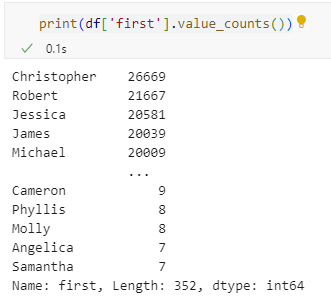 print(df['first'].value_counts())
0.1s
Christopher    26669
Robert         21667
Jessica        20581
James          20039
Michael        20009
               ...
Cameron            9
Phyllis            8
Molly              8
Angelica           7
Samantha           7
Name: first, Length: 352, dtype: int64